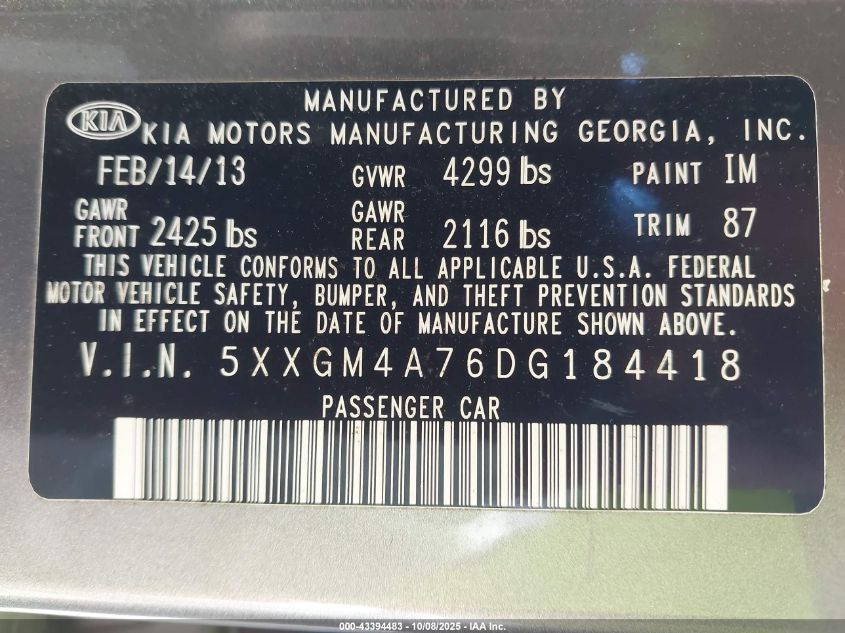 MANUFACTURED BY
KIA KIA MOTORS MANUFACTURING GEORGIA, INC.
FEB/14/13 GVWR 4299 lbs PAINT IM
GAWR FRONT 2425 lbs GAWR REAR 2116 lbs TRIM 87
THIS VEHICLE CONFORMS TO ALL APPLICABLE U.S.A. FEDERAL
MOTOR VEHICLE SAFETY, BUMPER, AND THEFT PREVENTION STANDARDS
IN EFFECT ON THE DATE OF MANUFACTURE SHOWN ABOVE.
V.I.N. 5XXGM4A76DG184418
PASSENGER CAR
000-43394483 - 10/08/2025 - IAA Inc.